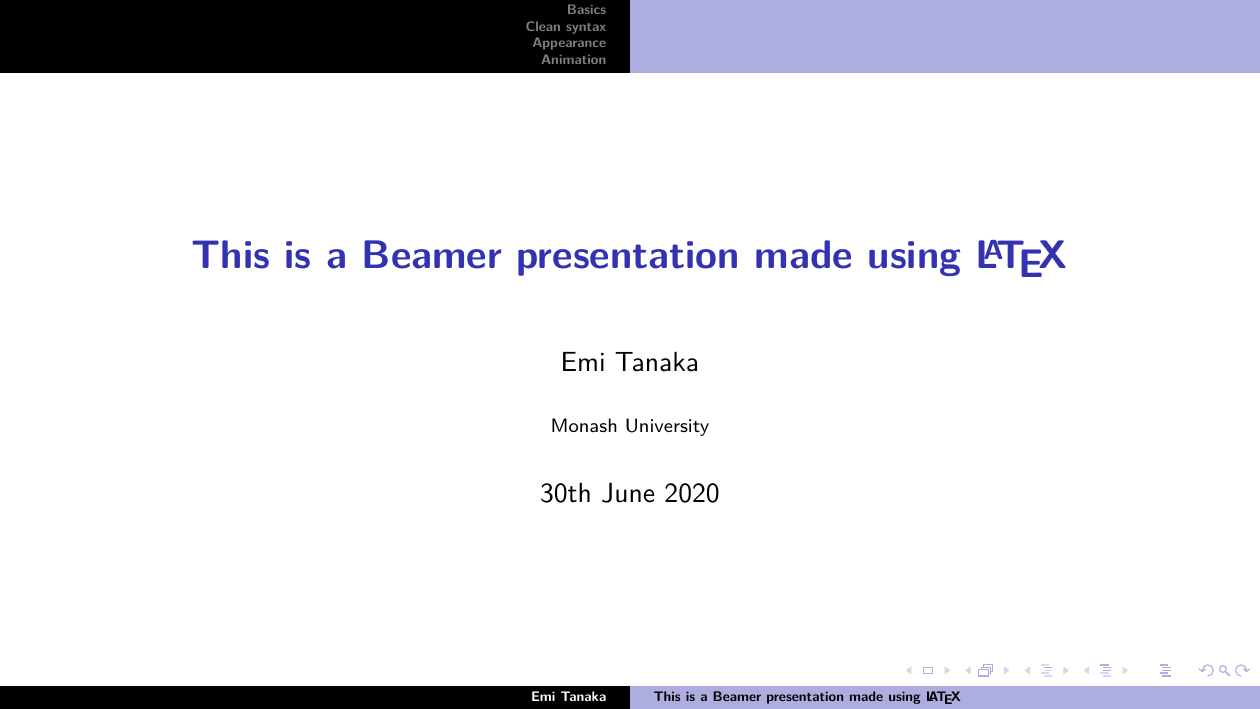 Basics
Clean syntax
Appearance
Animation
This is a Beamer presentation made using LATEX
Emi Tanaka
Monash University
30th June 2020
Emi Tanaka This is a Beamer presentation made using LATEX